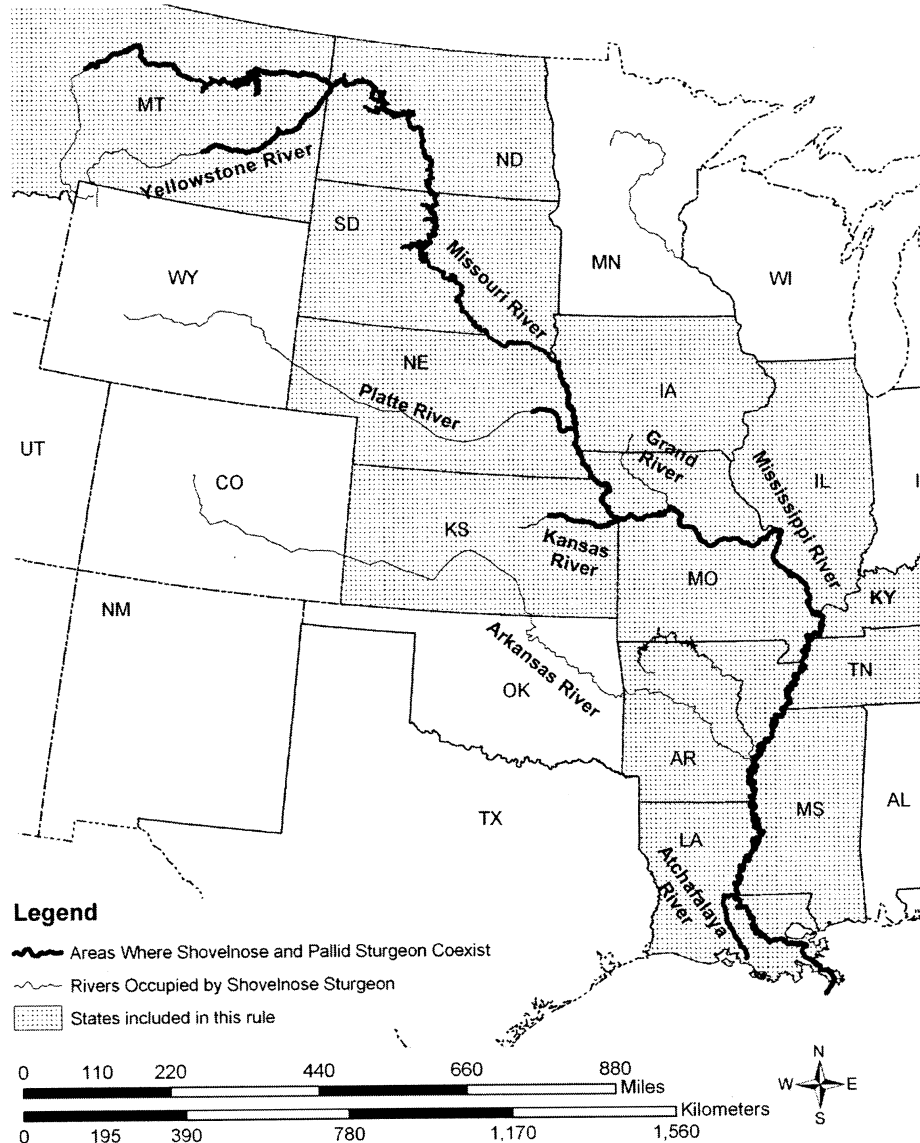 MT
ND
Yellowstone River
SD
MN
WI
WY
Missouri River
NE
IA
Platte River
Grand
River
UT
CO
Mississippi River
IL
I
KS
Kansas
River
MO
KY
NM
Arkansas River
TN
OK
AR
TX
MS
AL
LA
Atchafalaya
River
Legend
Areas Where Shovelnose and Pallid Sturgeon Coexist
Rivers Occupied by Shovelnose Sturgeon
States included in this rule
0 110 220 440 660 880
Miles
Kilometers
0 195 390 780 1,170 1,560
N
W E
S